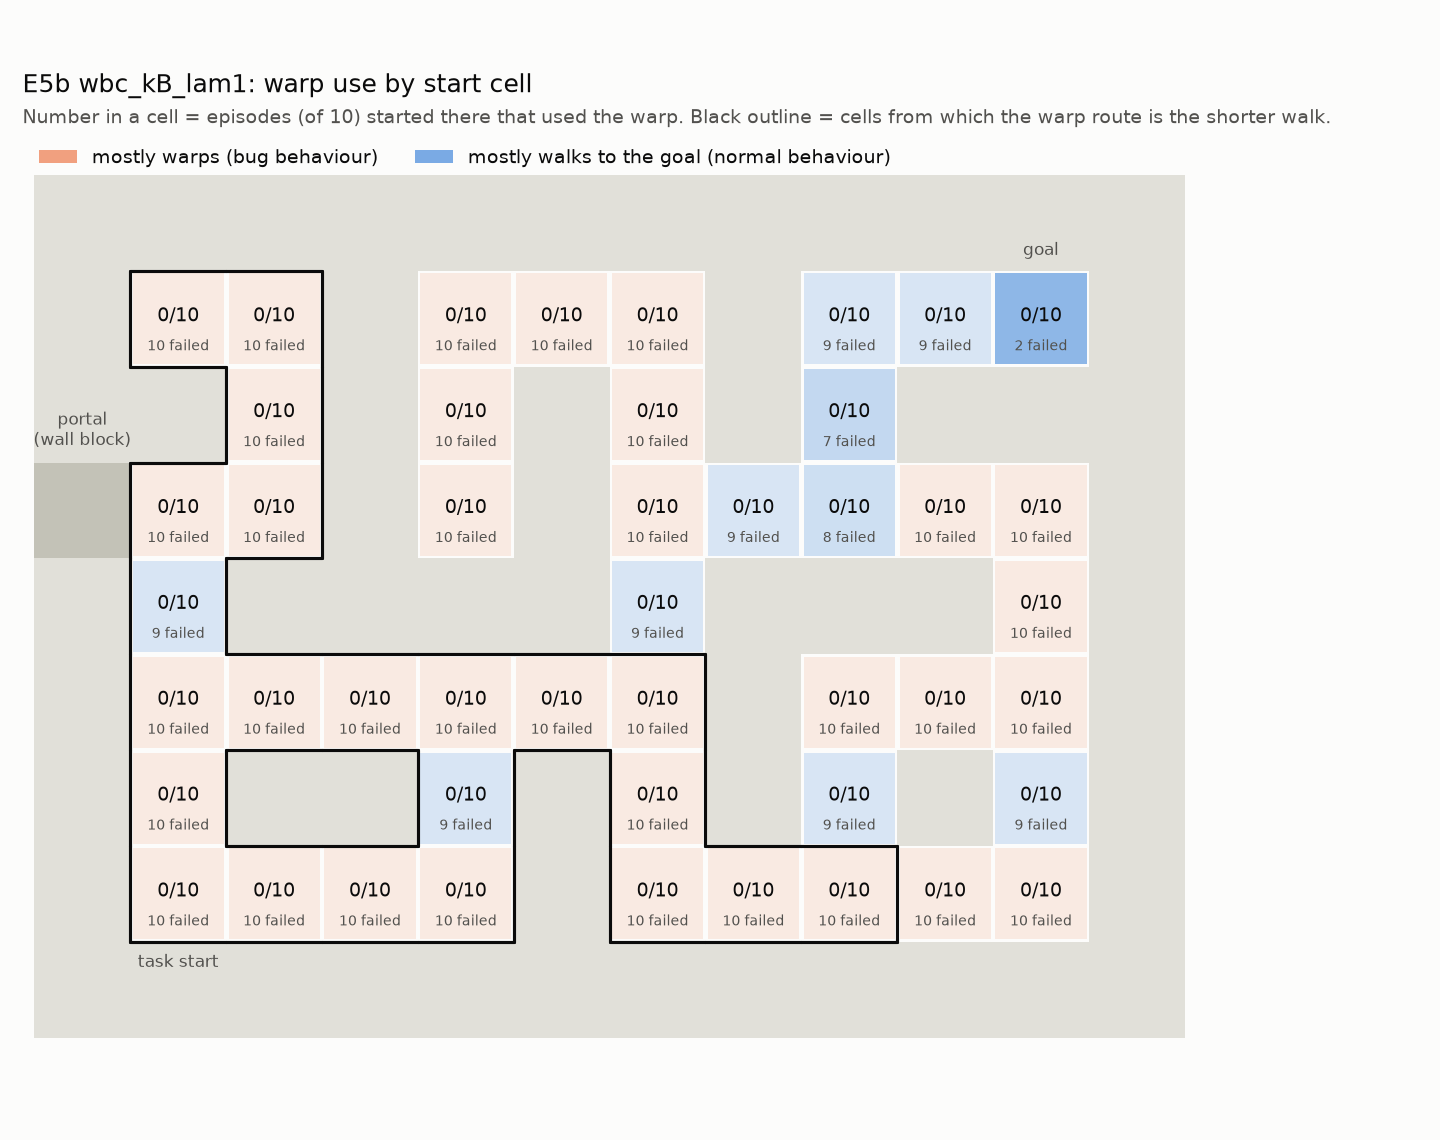 E5b wbc_kB_lam1: warp use by start cell
Number in a cell = episodes (of 10) started there that used the warp. Black outline = cells from which the warp route is the shorter walk.
mostly warps (bug behaviour) mostly walks to the goal (normal behaviour)
goal
0/10 0/10 0/10 0/10 0/10 0/10 0/10 0/10
10 failed 10 failed 10 failed 10 failed 10 failed 9 failed 9 failed 2 failed
portal
(wall block)
0/10 0/10 0/10 0/10
10 failed 10 failed 10 failed 7 failed
0/10 0/10 0/10 0/10 0/10 0/10 0/10 0/10
10 failed 10 failed 10 failed 10 failed 9 failed 8 failed 10 failed 10 failed
0/10 0/10 0/10
9 failed 9 failed 10 failed
0/10 0/10 0/10 0/10 0/10 0/10 0/10 0/10 0/10
10 failed 10 failed 10 failed 10 failed 10 failed 10 failed 10 failed 10 failed 10 failed
0/10 0/10 0/10 0/10 0/10
10 failed 9 failed 10 failed 9 failed 9 failed
0/10 0/10 0/10 0/10 0/10 0/10 0/10 0/10 0/10
10 failed 10 failed 10 failed 10 failed 10 failed 10 failed 10 failed 10 failed 10 failed
task start